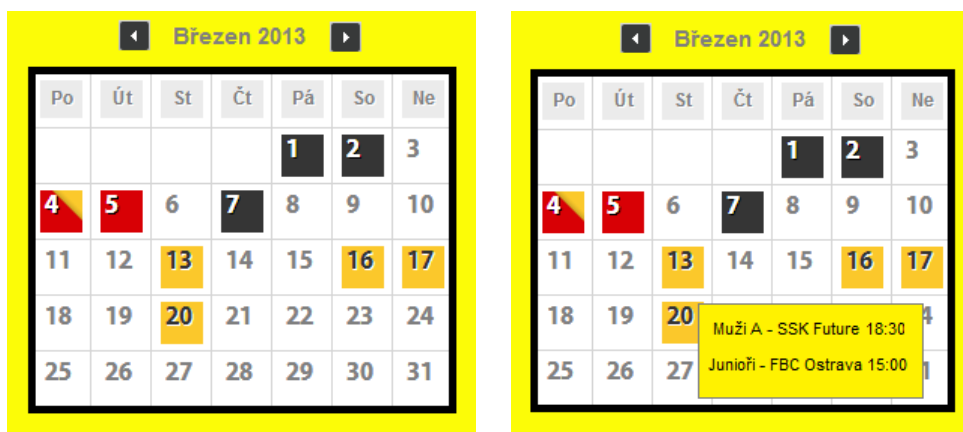 Březen 2013
Po Út St Čt Pá So Ne
1 2 3
4 5 6 7 8 9 10
11 12 13 14 15 16 17
18 19 20 21 22 23 24
25 26 27 28 29 30 31
Březen 2013
Po Út St Čt Pá So Ne
1 2 3
4 5 6 7 8 9 10
11 12 13 14 15 16 17
18 19 20
Muži A - SSK Future 18:30
25 26 27
Junioři - FBC Ostrava 15:00